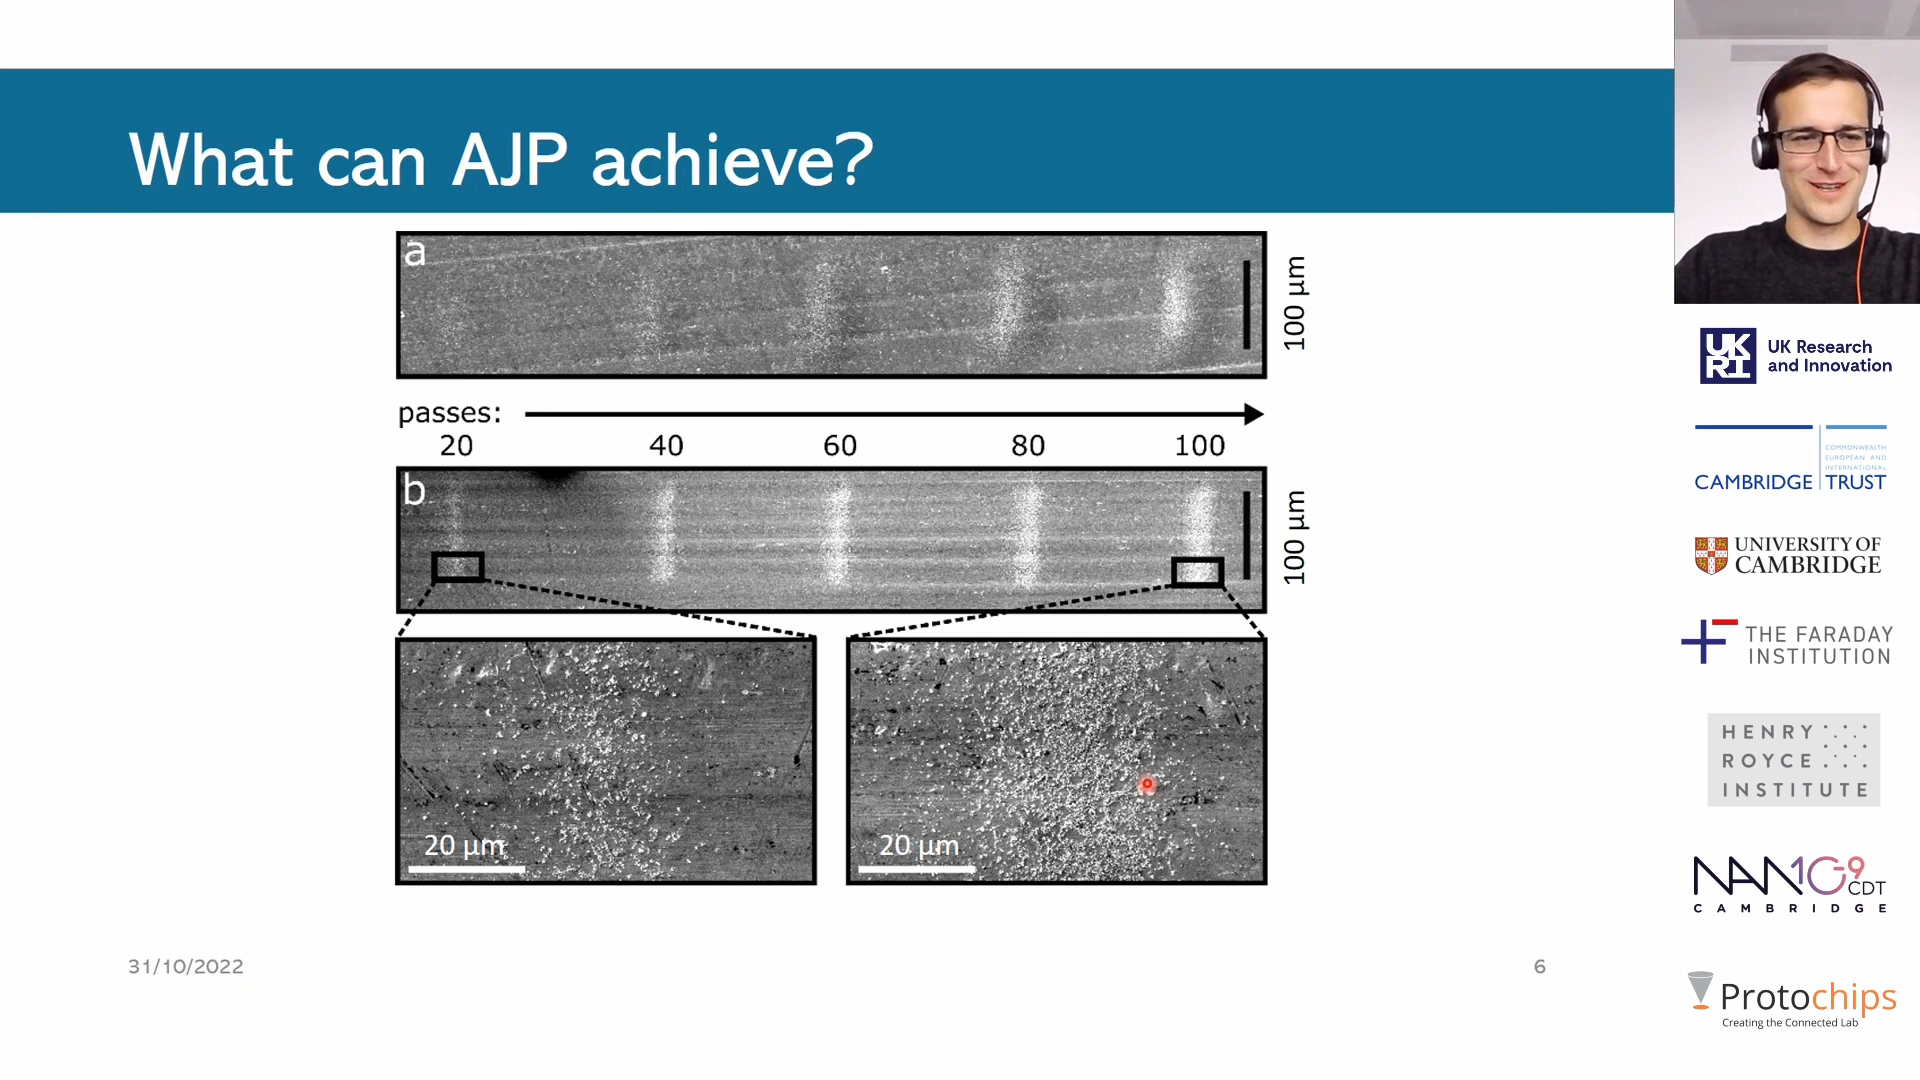 What can AJP achieve?
a
100 µm
passes:
20 40 60 80 100
b
100 µm
20 µm
20 µm
31/10/2022
6
UK
RI
UK Research
and Innovation
COMMONWEALTH
EUROPEAN AND
INTERNATIONAL
CAMBRIDGE TRUST
UNIVERSITY OF
CAMBRIDGE
THE FARADAY
INSTITUTION
HENRY
ROYCE
INSTITUTE
NAN10-9
CDT
CAMBRIDGE
Protochips
Creating the Connected Lab